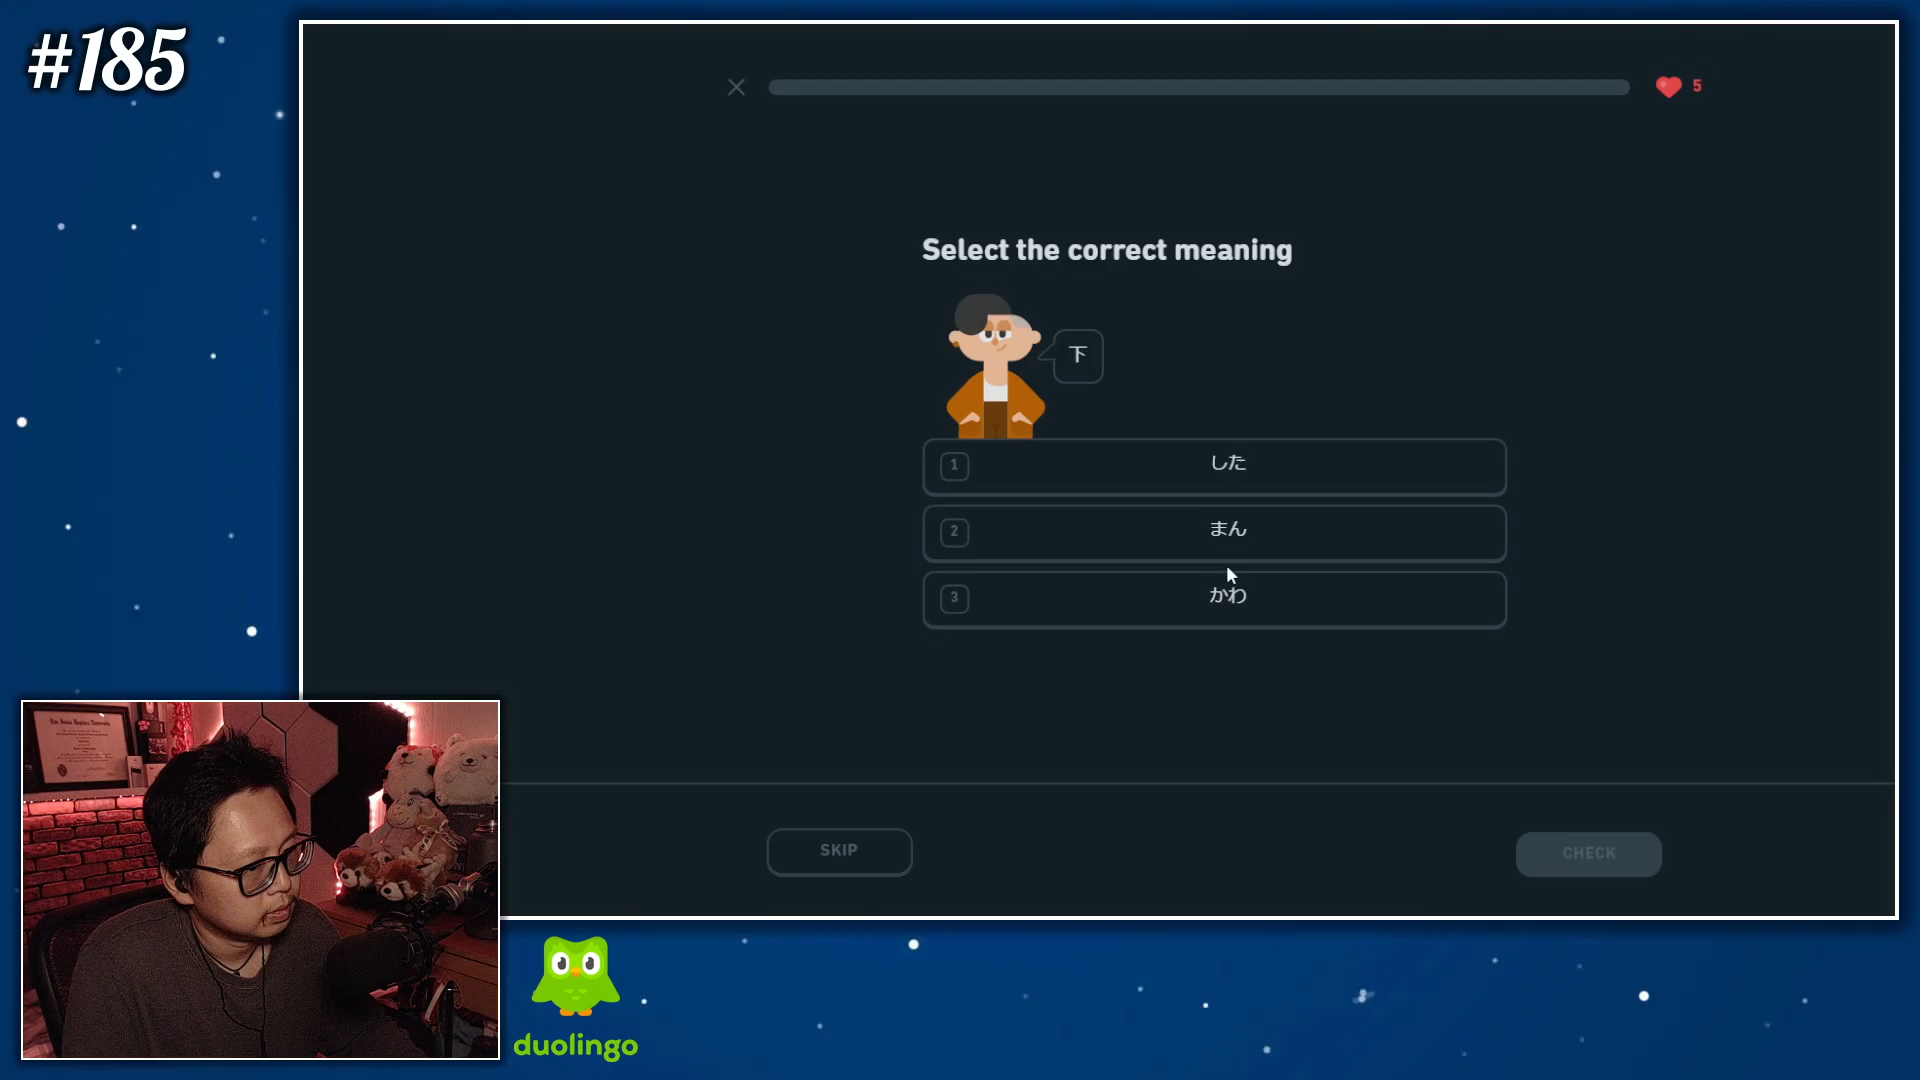 #185
5
Select the correct meaning
下
1 した
2 まん
3 かわ
SKIP
CHECK
duolingo